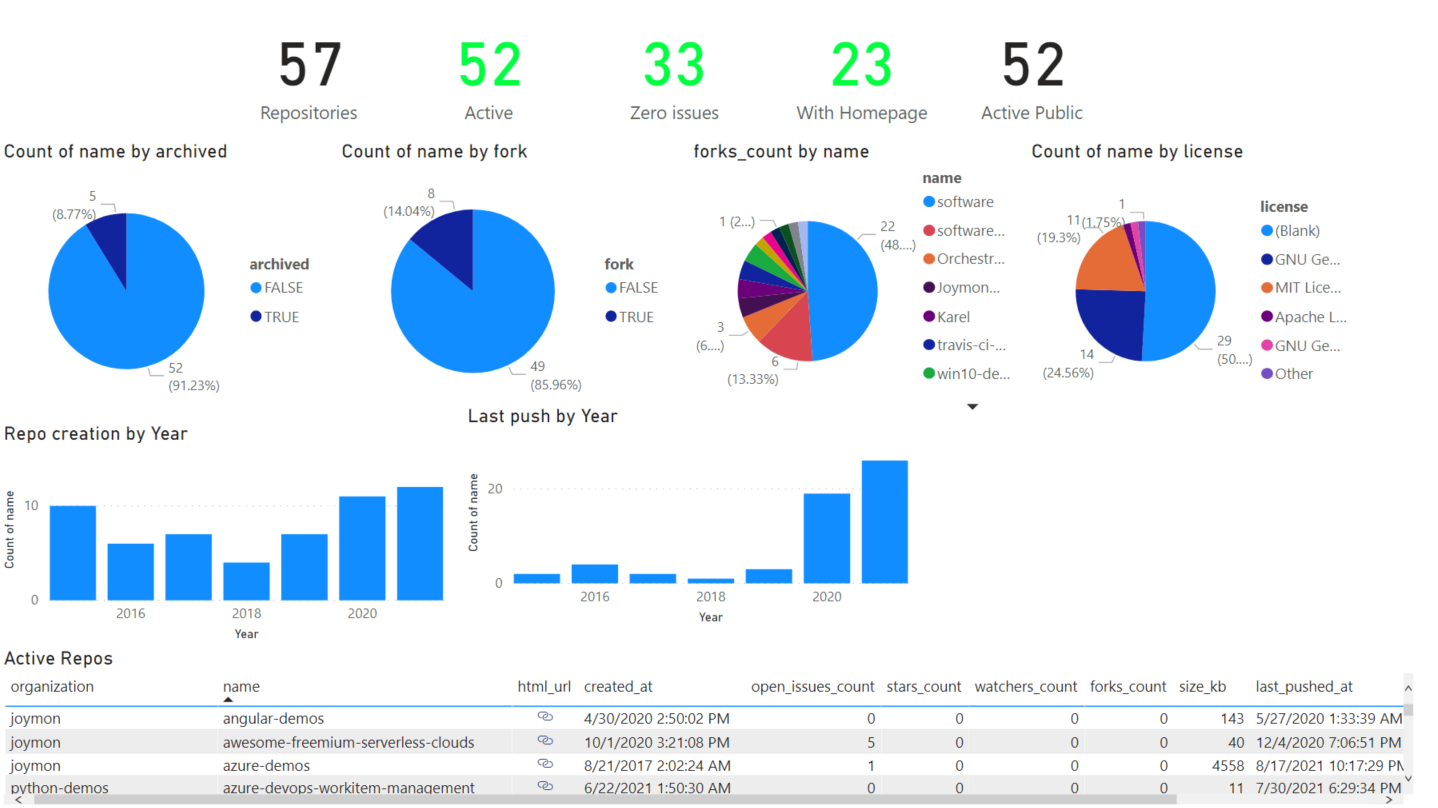 57 52 33 23 52
Repositories Active Zero issues With Homepage Active Public
Count of name by archived
5
(8.77%)
52
(91.23%)
archived
FALSE
TRUE
Count of name by fork
8
(14.04%)
49
(85.96%)
fork
FALSE
TRUE
forks_count by name
1 (2...)
22
(48....)
3
(6....)
6
(13.33%)
name
software
software...
Orchestr...
Joymon...
Karel
travis-ci-...
win10-de...
Count of name by license
1
(1.75%)
11
(19.3%)
14
(24.56%)
29
(50....)
license
(Blank)
GNU Ge...
MIT Lice...
Apache L...
GNU Ge...
Other
Repo creation by Year
Count of name
10
0
2016 2018 2020
Year
Last push by Year
Count of name
20
0
2016 2018 2020
Year
Active Repos
organization name html_url created_at open_issues_count stars_count watchers_count forks_count size_kb last_pushed_at
joymon angular-demos 4/30/2020 2:50:02 PM 0 0 0 0 143 5/27/2020 1:33:39 AM
joymon awesome-freemium-serverless-clouds 10/1/2020 3:21:08 PM 5 0 0 0 40 12/4/2020 7:06:51 PM
joymon azure-demos 8/21/2017 2:02:24 AM 1 0 0 0 4558 8/17/2021 10:17:29 PM
python-demos azure-devops-workitem-management 6/22/2021 1:50:30 AM 0 0 0 0 11 7/30/2021 6:29:34 PM